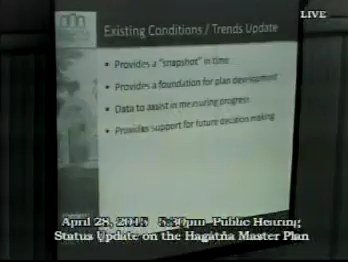 LIVE
Existing Conditions / Trends Update
Provides a "snapshot" in time
Provides a foundation for plan development
Data to assist in measuring progress
Provides support for future decision making
April 28, 5:30pm Public Hearing;
Status Update on the Hagåtña Master Plan